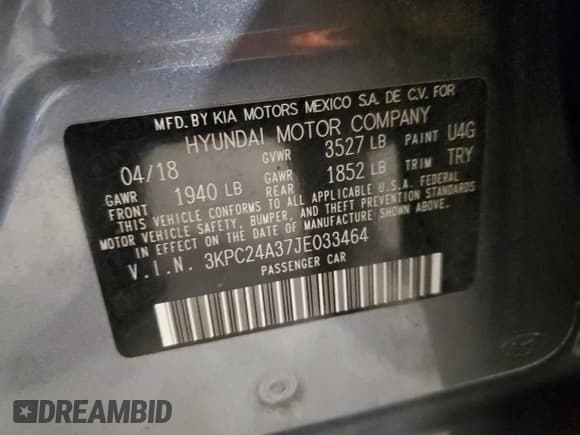 MFD. BY KIA MOTORS MEXICO S.A. DE C.V. FOR
HYUNDAI MOTOR COMPANY
04/18 GVWR 3527 LB PAINT U4G
GAWR FRONT 1940 LB GAWR REAR 1852 LB TRIM TRY
THIS VEHICLE CONFORMS TO ALL APPLICABLE U.S.A. FEDERAL
MOTOR VEHICLE SAFETY, BUMPER, AND THEFT PREVENTION STANDARDS
IN EFFECT ON THE DATE OF MANUFACTURE SHOWN ABOVE.
V.I.N. 3KPC24A37JE033464
PASSENGER CAR
DREAMBID